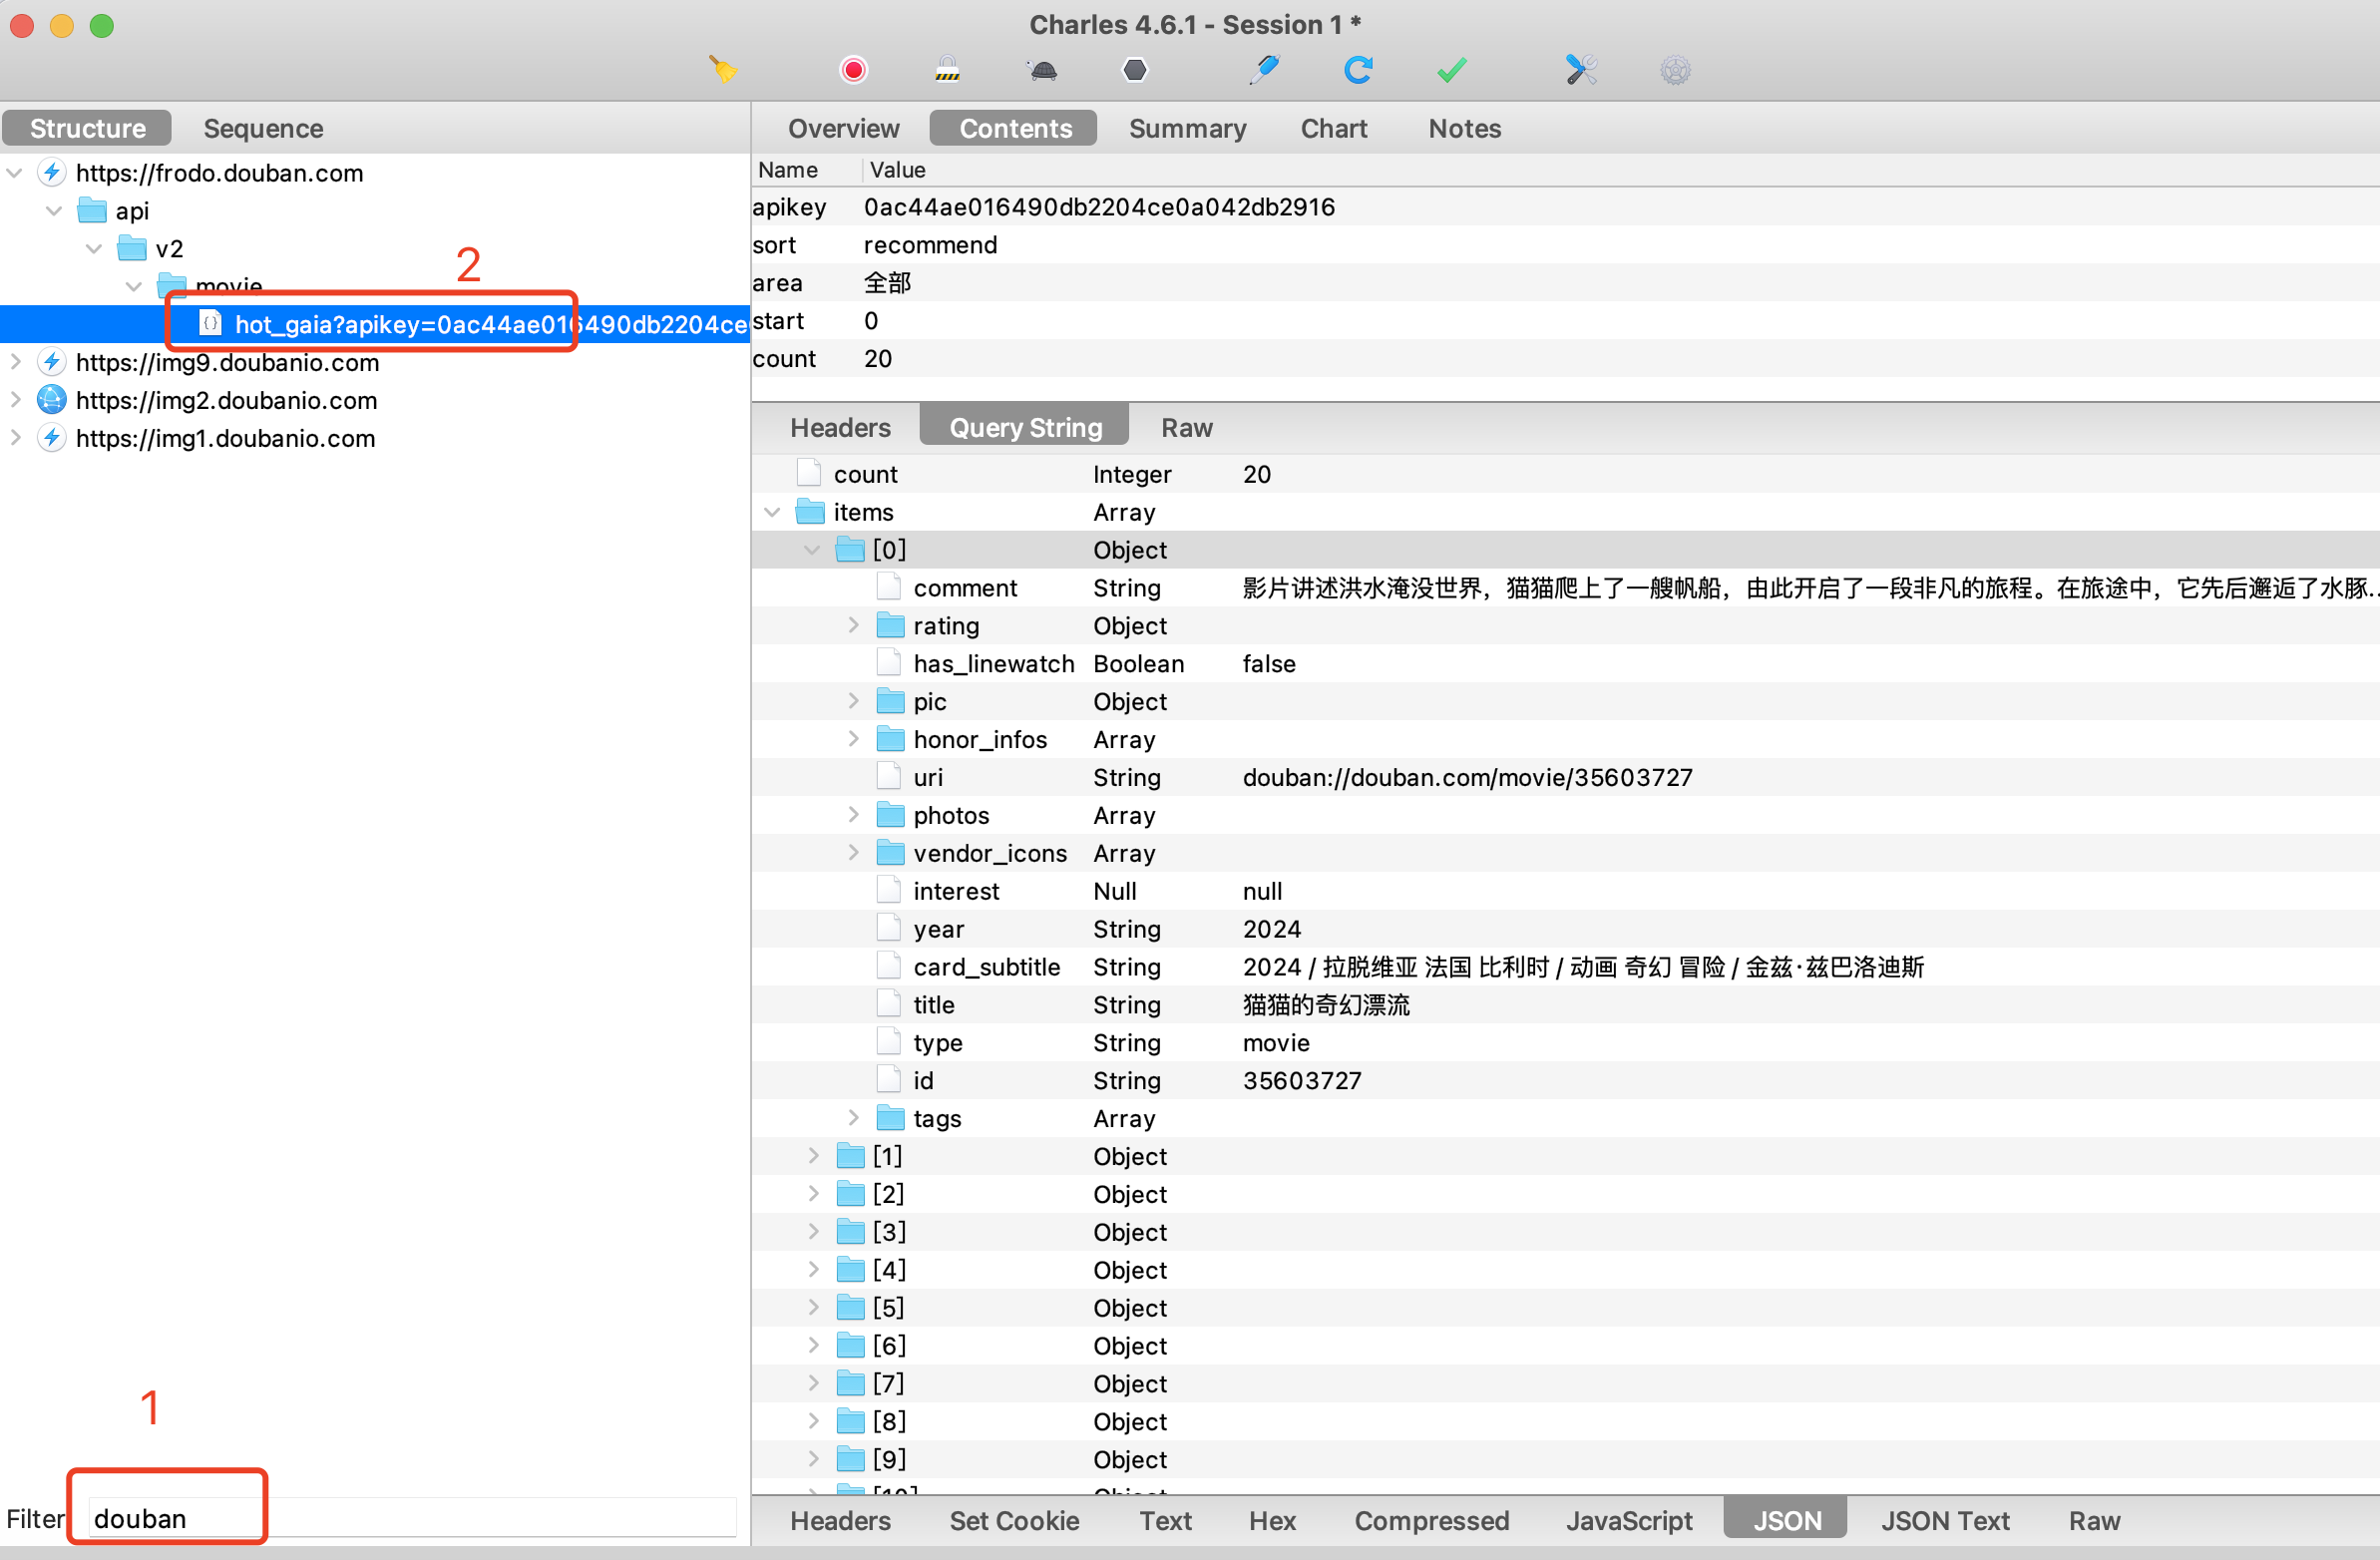 Charles 4.6.1 - Session 1 *
Structure Sequence
https://frodo.douban.com
api
v2
2
movie
hot_gaia?apikey=0ac44ae016490db2204ce
https://img9.doubanio.com
https://img2.doubanio.com
https://img1.doubanio.com
1
Filter douban
Overview Contents Summary Chart Notes
Name Value
apikey 0ac44ae016490db2204ce0a042db2916
sort recommend
area 全部
start 0
count 20
Headers Query String Raw
count Integer 20
items Array
[0] Object
comment String 影片讲述洪水淹没世界，猫猫爬上了一艘帆船，由此开启了一段非凡的旅程。在旅途中，它先后邂逅了水豚...
rating Object
has_linewatch Boolean false
pic Object
honor_infos Array
uri String douban://douban.com/movie/35603727
photos Array
vendor_icons Array
interest Null null
year String 2024
card_subtitle String 2024 / 拉脱维亚 法国 比利时 / 动画 奇幻 冒险 / 金兹·兹巴洛迪斯
title String 猫猫的奇幻漂流
type String movie
id String 35603727
tags Array
[1] Object
[2] Object
[3] Object
[4] Object
[5] Object
[6] Object
[7] Object
[8] Object
[9] Object
[10] Object
Headers Set Cookie Text Hex Compressed JavaScript JSON JSON Text Raw